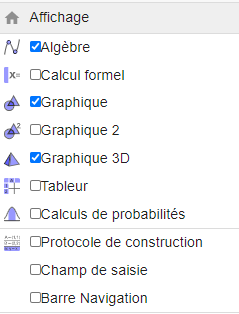 Affichage
Algèbre
X= Calcul formel
Graphique
2 Graphique 2
Graphique 3D
A Tableur
Calculs de probabilités
Protocole de construction
Champ de saisie
Barre Navigation